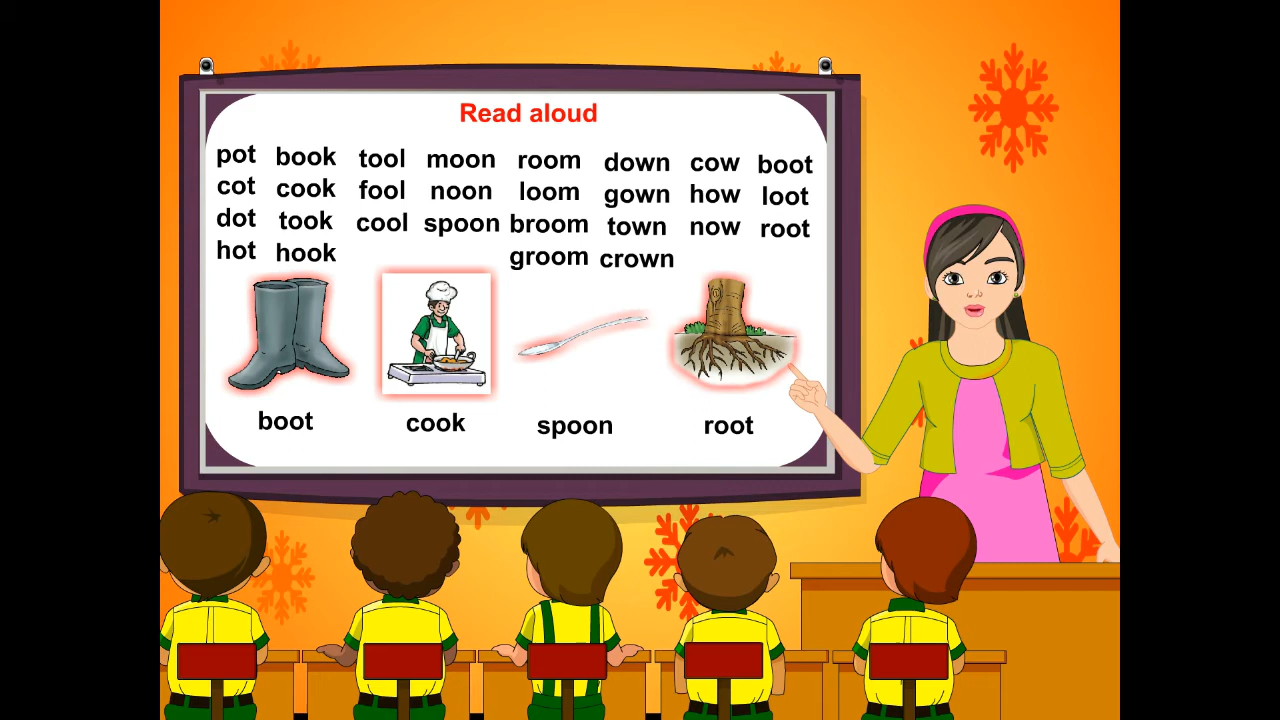 Read aloud
pot book tool moon room down cow boot
cot cook fool noon loom gown how loot
dot took cool spoon broom town now root
hot hook groom crown
boot cook spoon root